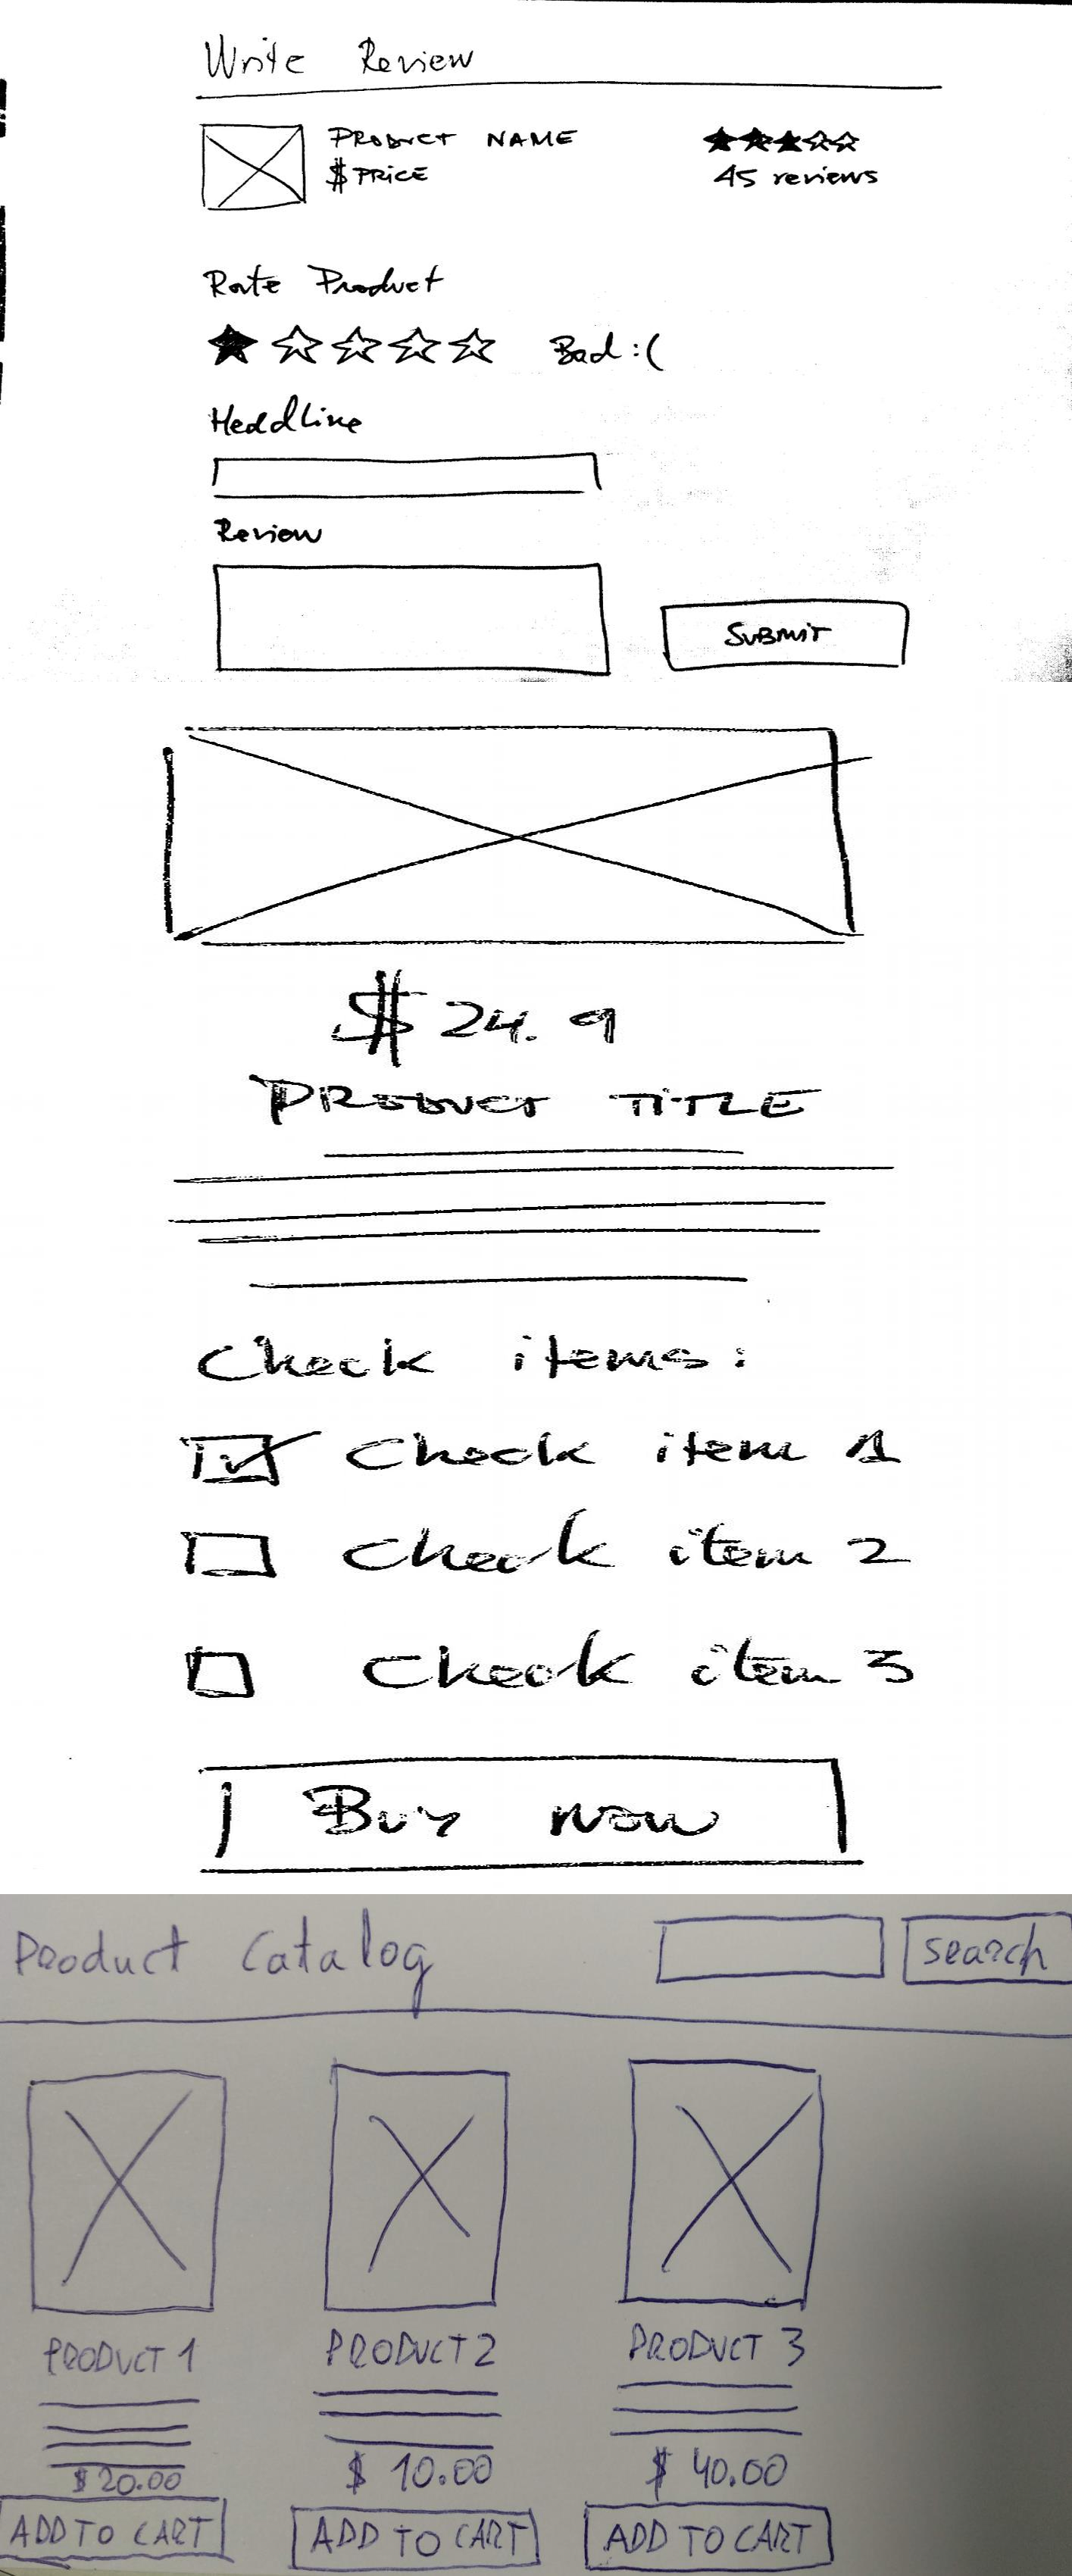 Write Review
PRODUCT NAME
$ PRICE
45 reviews
Rate Product
Bad :(
Headline
Review
SUBMIT
$ 24.9
PRODUCT TITLE
Check items:
Check item 1
Check item 2
Check item 3
Buy now
Product Catalog
search
PRODUCT 1
PRODUCT 2
PRODUCT 3
$ 20.00
$ 10.00
$ 40.00
ADD TO CART
ADD TO CART
ADD TO CART